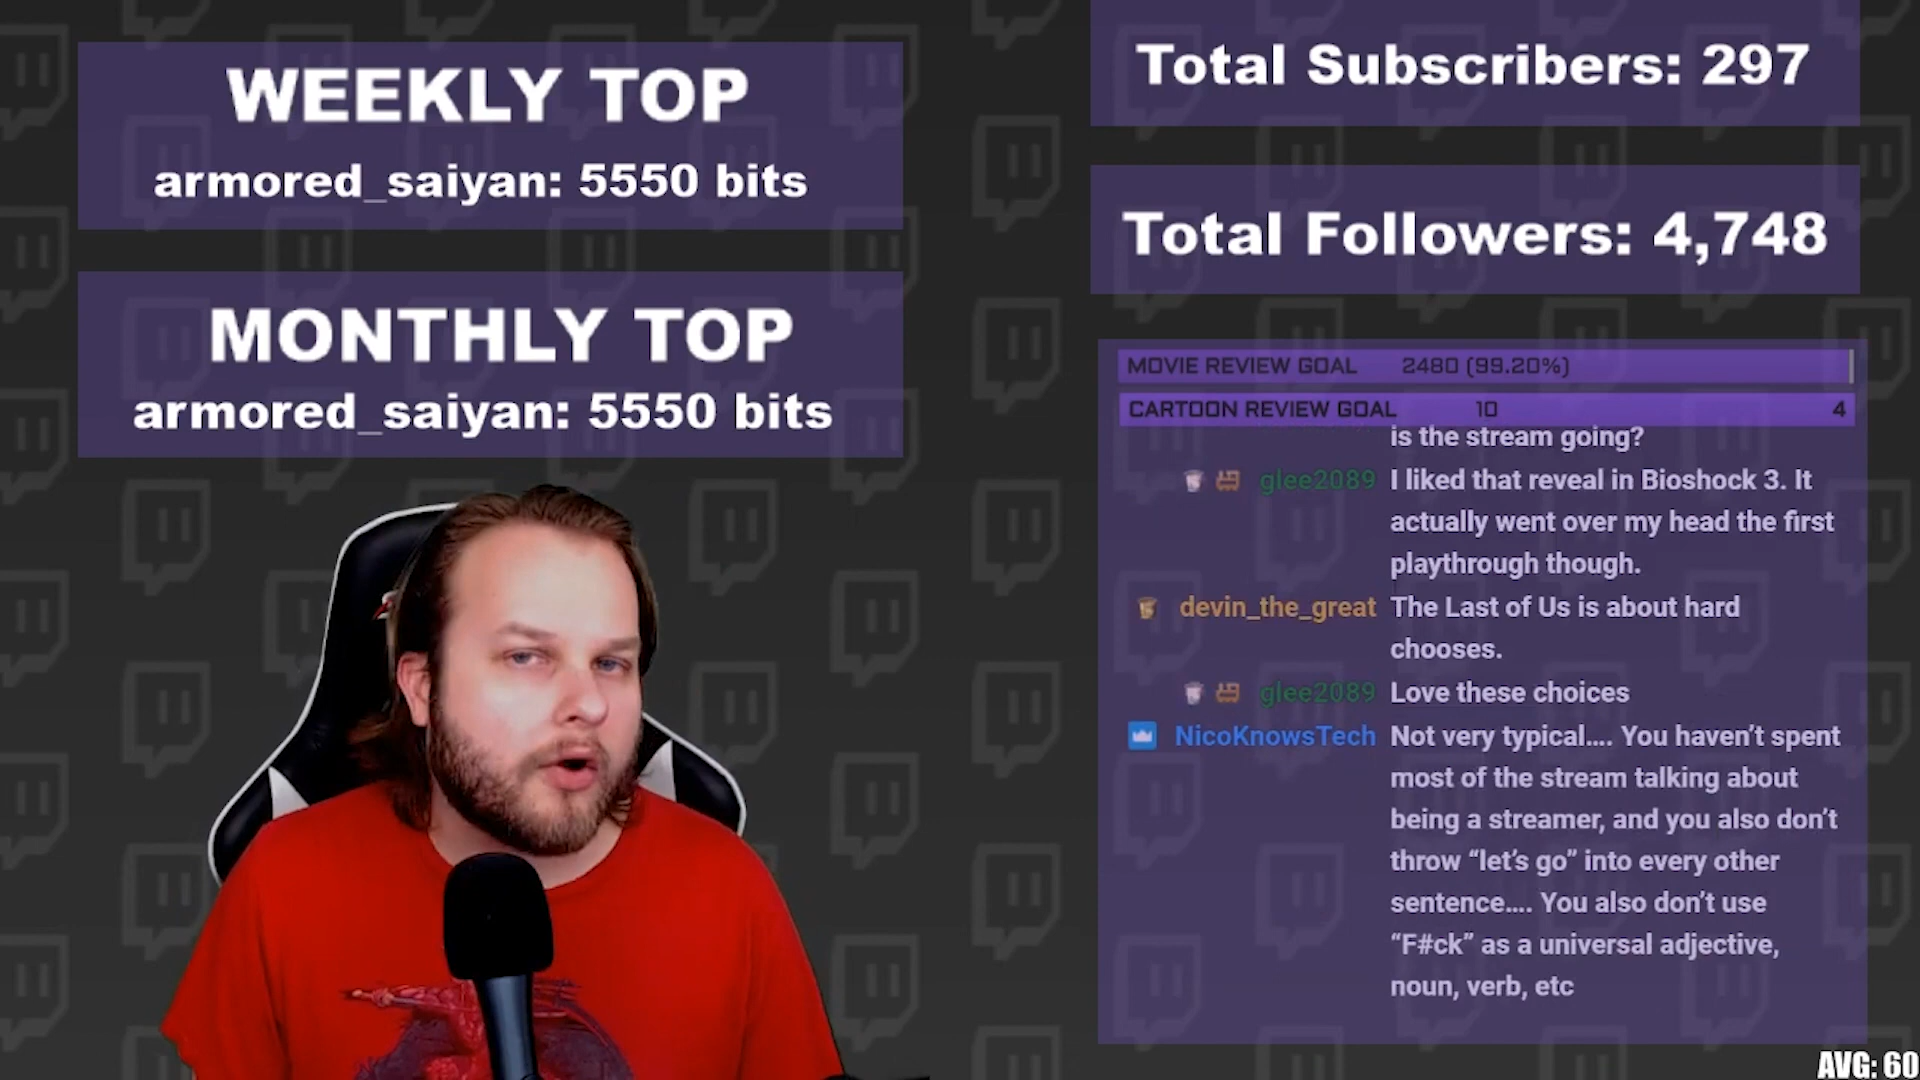 WEEKLY TOP
armored_saiyan: 5550 bits
MONTHLY TOP
armored_saiyan: 5550 bits
Total Subscribers: 297
Total Followers: 4,748
MOVIE REVIEW GOAL 2480 (99.20%)
CARTOON REVIEW GOAL 10 4
is the stream going?
glee2089 I liked that reveal in Bioshock 3. It
actually went over my head the first
playthrough though.
devin_the_great The Last of Us is about hard
chooses.
glee2089 Love these choices
NicoKnowsTech Not very typical.... You haven't spent
most of the stream talking about
being a streamer, and you also don't
throw “let's go” into every other
sentence.... You also don't use
“F#ck” as a universal adjective,
noun, verb, etc
AVG: 60